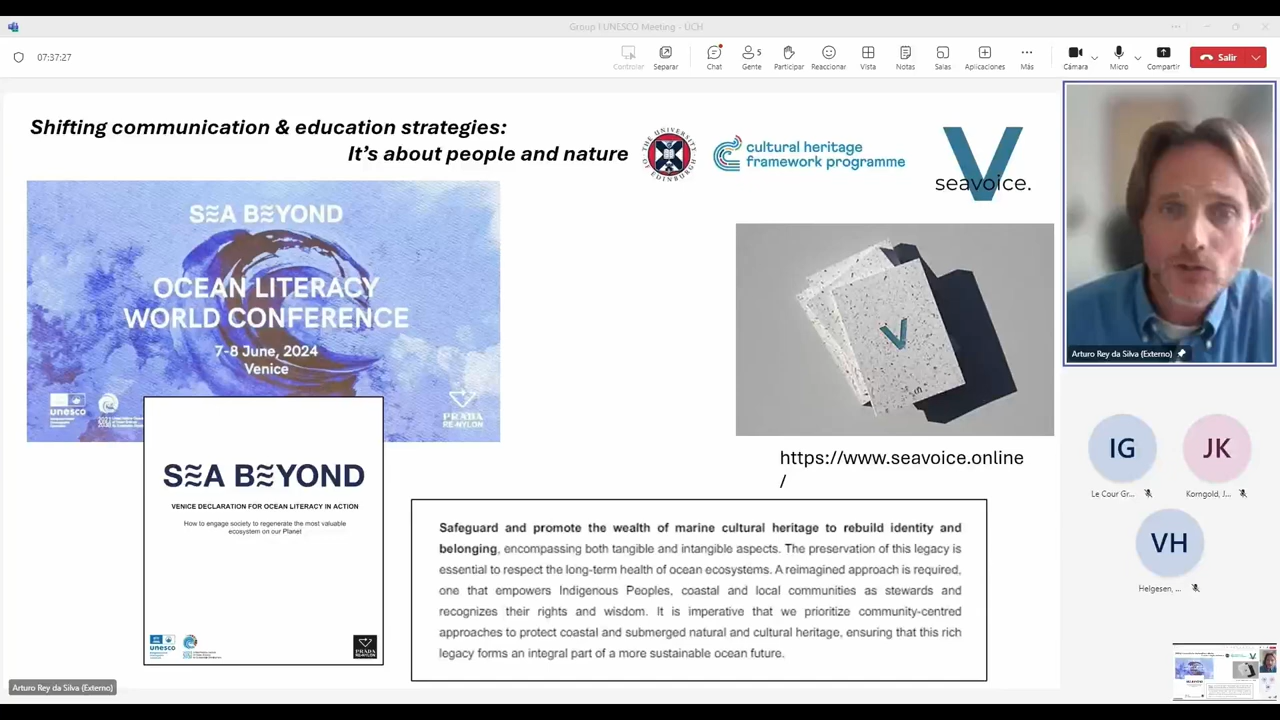 Group I UNESCO Meeting - UCH
07:37:27
Controlar
Separar
Chat
5
Gente
Participar
Reaccionar
Vista
Notas
Salas
Aplicaciones
Más
Cámara
Micro
Compartir
Salir
Shifting communication & education strategies:
It's about people and nature
THE UNIVERSITY OF EDINBURGH
cultural heritage
framework programme
V
seavoice.
SEA BEYOND
OCEAN LITERACY
WORLD CONFERENCE
7-8 June, 2024
Venice
unesco
PRADA
RE-NYLON
V
https://www.seavoice.online
/
SEA BEYOND
VENICE DECLARATION FOR OCEAN LITERACY IN ACTION
How to engage society to regenerate the most valuable
ecosystem on our Planet
PRADA
Safeguard and promote the wealth of marine cultural heritage to rebuild identity and
belonging, encompassing both tangible and intangible aspects. The preservation of this legacy is
essential to respect the long-term health of ocean ecosystems. A reimagined approach is required,
one that empowers Indigenous Peoples, coastal and local communities as stewards and
recognizes their rights and wisdom. It is imperative that we prioritize community-centred
approaches to protect coastal and submerged natural and cultural heritage, ensuring that this rich
legacy forms an integral part of a more sustainable ocean future.
Arturo Rey da Silva (Externo)
Arturo Rey da Silva (Externo)
IG
JK
Le Cour Gr...
Korngold, J...
VH
Helgesen, ...